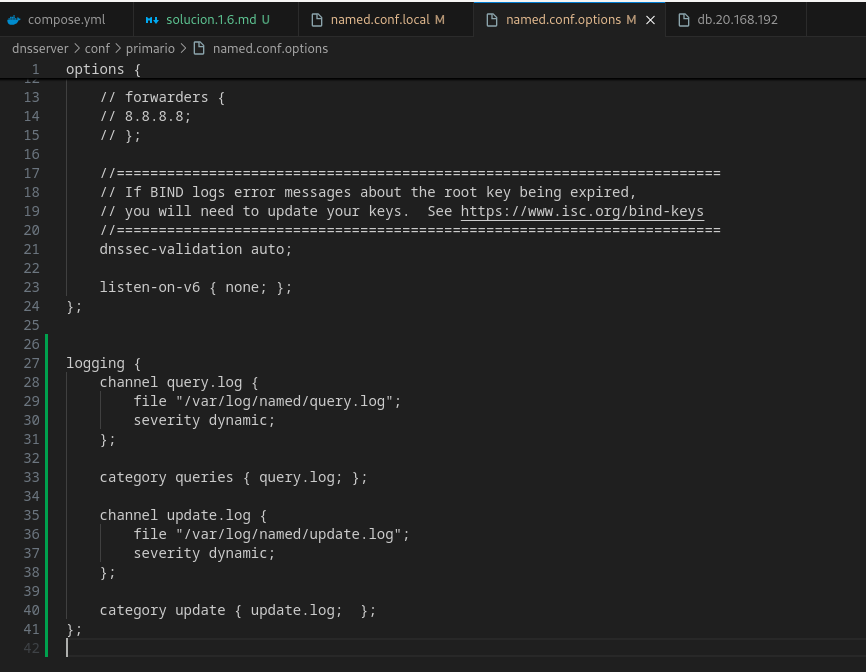 compose.yml solucion.1.6.md U named.conf.local M named.conf.options M db.20.168.192
dnsserver > conf > primario > named.conf.options
1 options {
12
13 // forwarders {
14 // 8.8.8.8;
15 // };
16
17 //========================================================================
18 // If BIND logs error messages about the root key being expired,
19 // you will need to update your keys.  See https://www.isc.org/bind-keys
20 //========================================================================
21 dnssec-validation auto;
22
23 listen-on-v6 { none; };
24 };
25
26
27 logging {
28 channel query.log {
29 file "/var/log/named/query.log";
30 severity dynamic;
31 };
32
33 category queries { query.log; };
34
35 channel update.log {
36 file "/var/log/named/update.log";
37 severity dynamic;
38 };
39
40 category update { update.log;  };
41 };
42